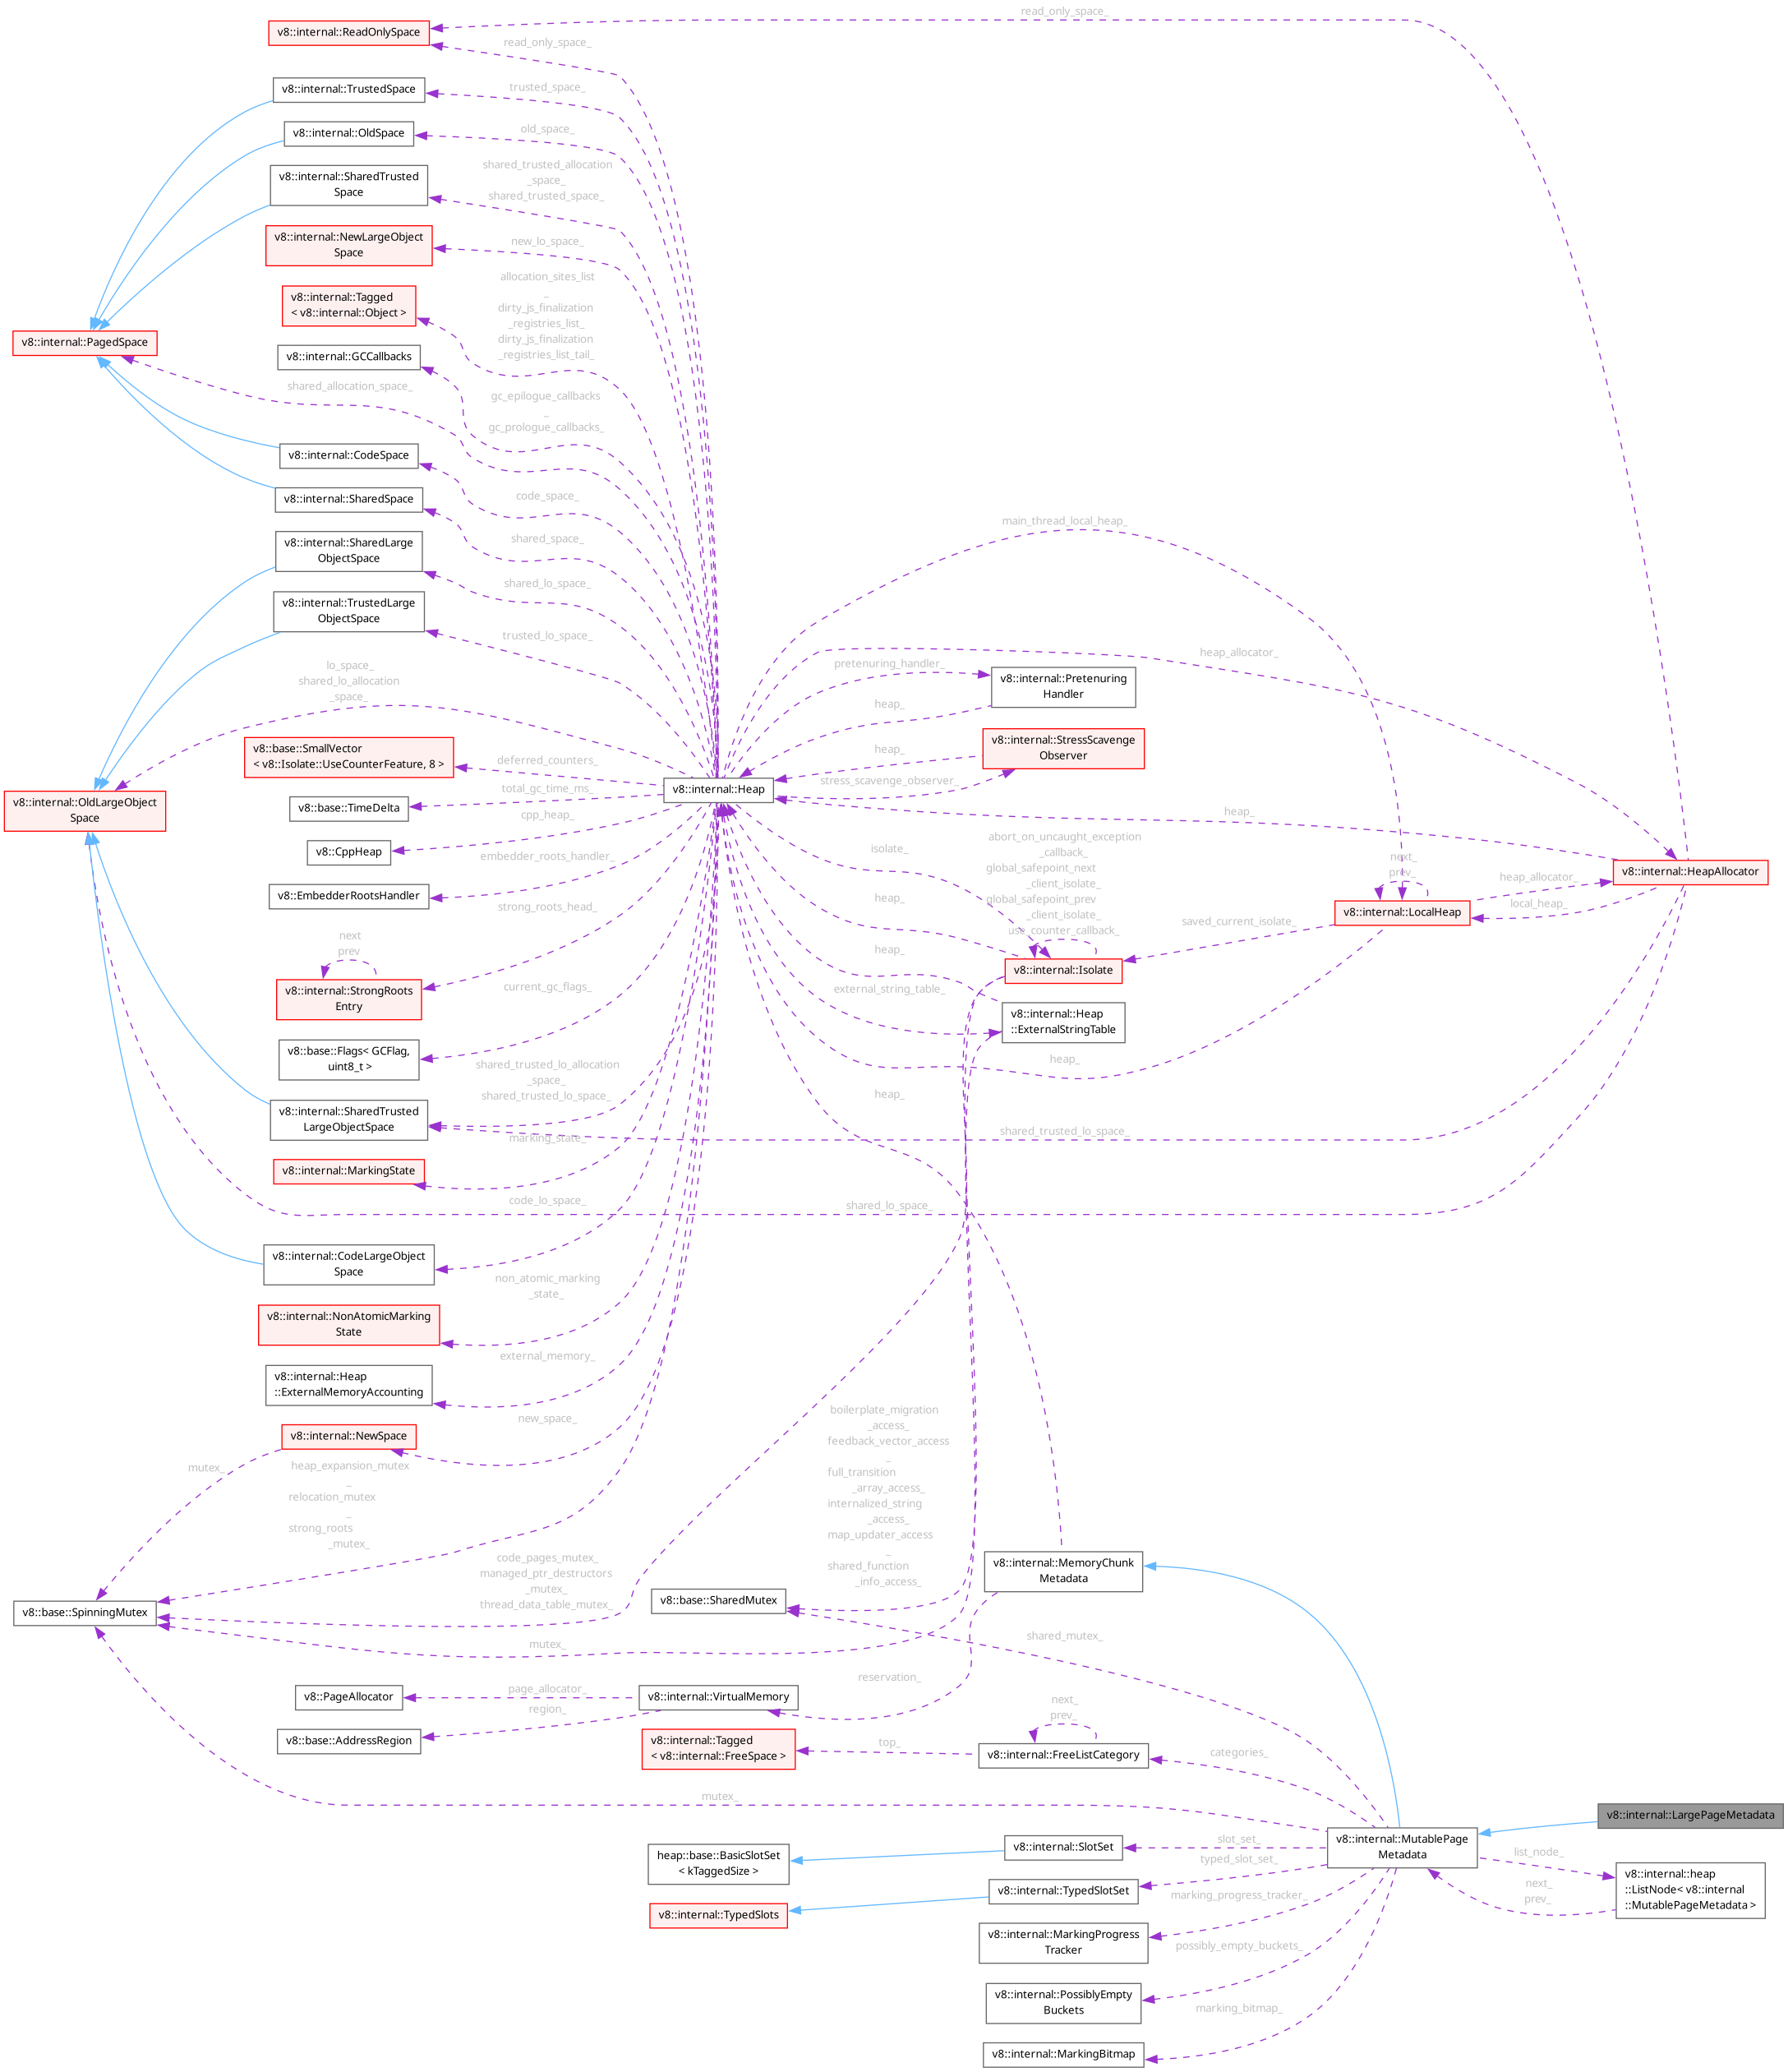 read_only_space_
v8::internal::ReadOnlySpace
read_only_space_
v8::internal::TrustedSpace
trusted_space_
v8::internal::OldSpace
old_space_
v8::internal::SharedTrusted
Space
shared_trusted_allocation
_space_
shared_trusted_space_
v8::internal::NewLargeObject
Space
new_lo_space_
v8::internal::Tagged
< v8::internal::Object >
allocation_sites_list
_
dirty_js_finalization
_registries_list_
dirty_js_finalization
_registries_list_tail_
v8::internal::PagedSpace
v8::internal::GCCallbacks
shared_allocation_space_
gc_epilogue_callbacks
_
gc_prologue_callbacks_
v8::internal::CodeSpace
code_space_
v8::internal::SharedSpace
shared_space_
main_thread_local_heap_
v8::internal::SharedLarge
ObjectSpace
shared_lo_space_
v8::internal::TrustedLarge
ObjectSpace
trusted_lo_space_
lo_space_
shared_lo_allocation
_space_
pretenuring_handler_
heap_allocator_
v8::internal::Pretenuring
Handler
heap_
v8::base::SmallVector
< v8::Isolate::UseCounterFeature, 8 >
deferred_counters_
heap_
v8::internal::StressScavenge
Observer
stress_scavenge_observer_
v8::internal::OldLargeObject
Space
v8::base::TimeDelta
total_gc_time_ms_
v8::internal::Heap
heap_
v8::CppHeap
cpp_heap_
isolate_
abort_on_uncaught_exception
_callback_
global_safepoint_next
_client_isolate_
global_safepoint_prev
_client_isolate_
use_counter_callback_
next_
prev_
heap_allocator_
v8::internal::HeapAllocator
v8::EmbedderRootsHandler
embedder_roots_handler_
heap_
v8::internal::LocalHeap
local_heap_
strong_roots_head_
saved_current_isolate_
next
prev
heap_
v8::internal::Isolate
v8::internal::StrongRoots
Entry
current_gc_flags_
external_string_table_
v8::internal::Heap
::ExternalStringTable
v8::base::Flags< GCFlag,
uint8_t >
heap_
v8::internal::SharedTrusted
LargeObjectSpace
shared_trusted_lo_allocation
_space_
shared_trusted_lo_space_
heap_
shared_trusted_lo_space_
v8::internal::MarkingState
marking_state_
code_lo_space_
shared_lo_space_
v8::internal::CodeLargeObject
Space
v8::internal::NonAtomicMarking
State
non_atomic_marking
_state_
v8::internal::Heap
::ExternalMemoryAccounting
external_memory_
v8::internal::NewSpace
new_space_
mutex_
heap_expansion_mutex
_
relocation_mutex
_
strong_roots
_mutex_
boilerplate_migration
_access_
feedback_vector_access
_
full_transition
_array_access_
internalized_string
_access_
map_updater_access
_
shared_function
_info_access_
code_pages_mutex_
managed_ptr_destructors
_mutex_
thread_data_table_mutex_
v8::internal::MemoryChunk
Metadata
v8::base::SpinningMutex
v8::base::SharedMutex
mutex_
shared_mutex_
reservation_
v8::PageAllocator
page_allocator_
region_
v8::internal::VirtualMemory
v8::base::AddressRegion
next_
prev_
v8::internal::Tagged
< v8::internal::FreeSpace >
top_
v8::internal::FreeListCategory
categories_
mutex_
v8::internal::LargePageMetadata
heap::base::BasicSlotSet
< kTaggedSize >
v8::internal::SlotSet
slot_set_
v8::internal::MutablePage
Metadata
list_node_
typed_slot_set_
v8::internal::TypedSlotSet
v8::internal::TypedSlots
next_
prev_
v8::internal::heap
::ListNode< v8::internal
::MutablePageMetadata >
marking_progress_tracker_
v8::internal::MarkingProgress
Tracker
possibly_empty_buckets_
v8::internal::PossiblyEmpty
Buckets
marking_bitmap_
v8::internal::MarkingBitmap